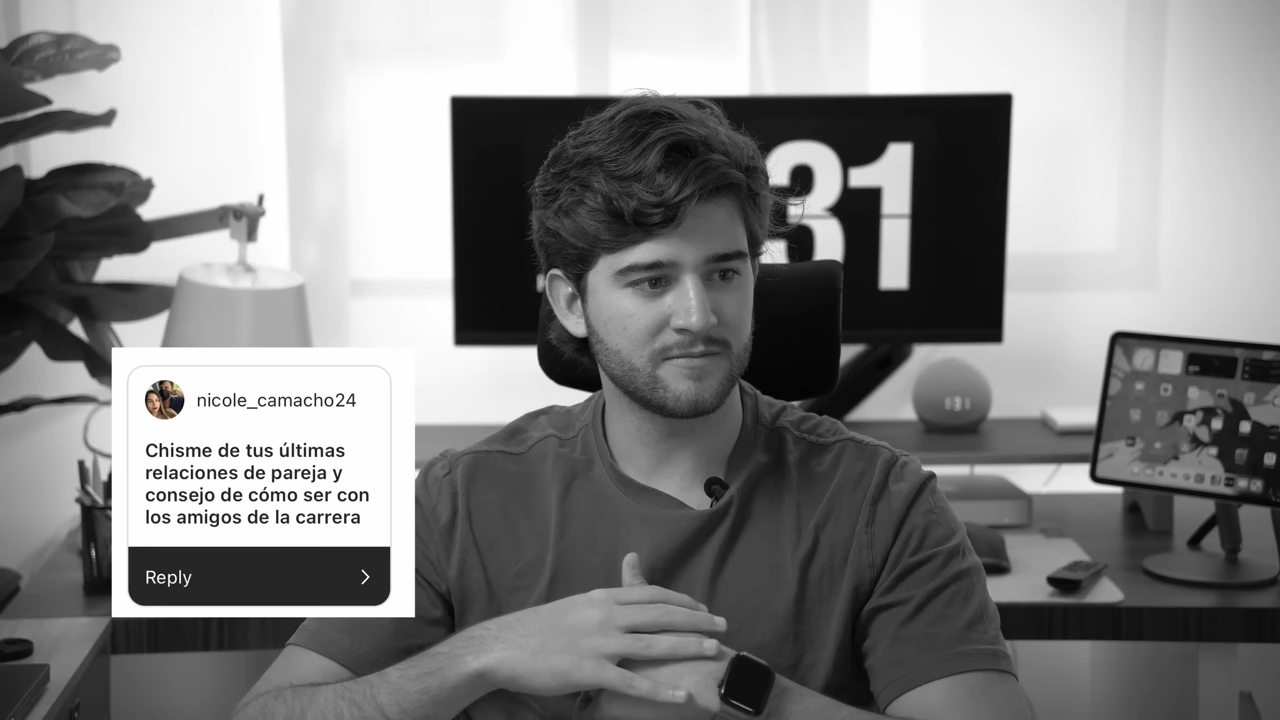 31
nicole_camacho24
Chisme de tus últimas
relaciones de pareja y
consejo de cómo ser con
los amigos de la carrera
Reply